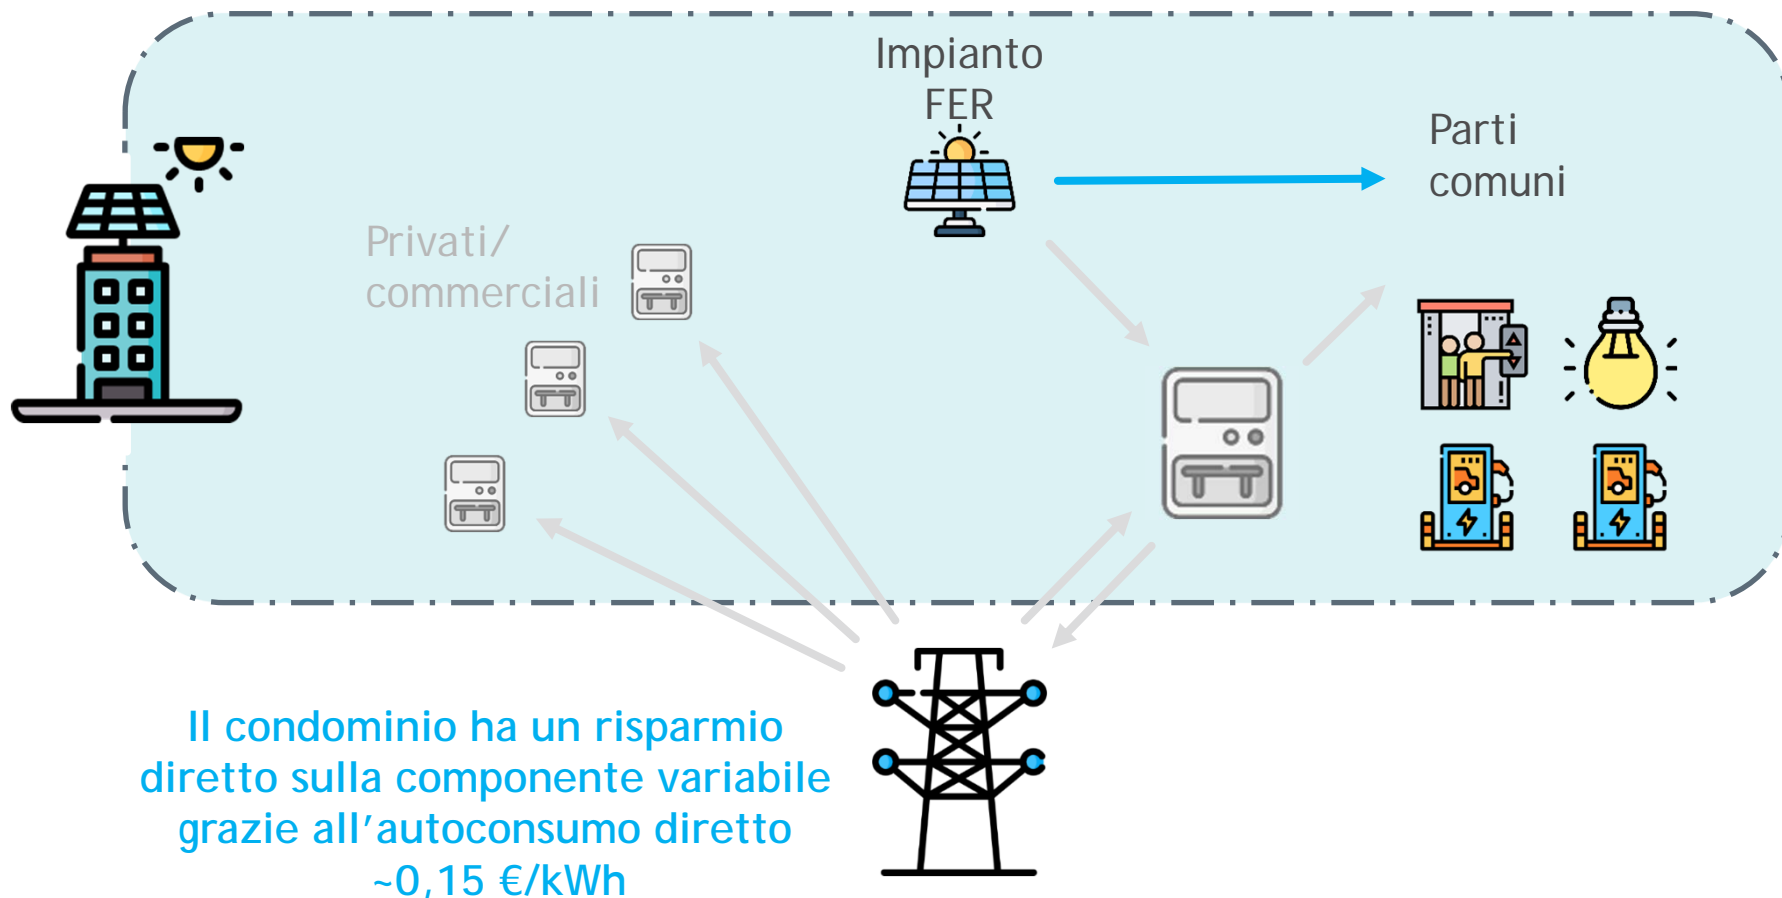 Impianto
FER
Parti
comuni
Privati/
commerciali
Il condominio ha un risparmio
diretto sulla componente variabile
grazie all'autoconsumo diretto
~0,15 €/kWh